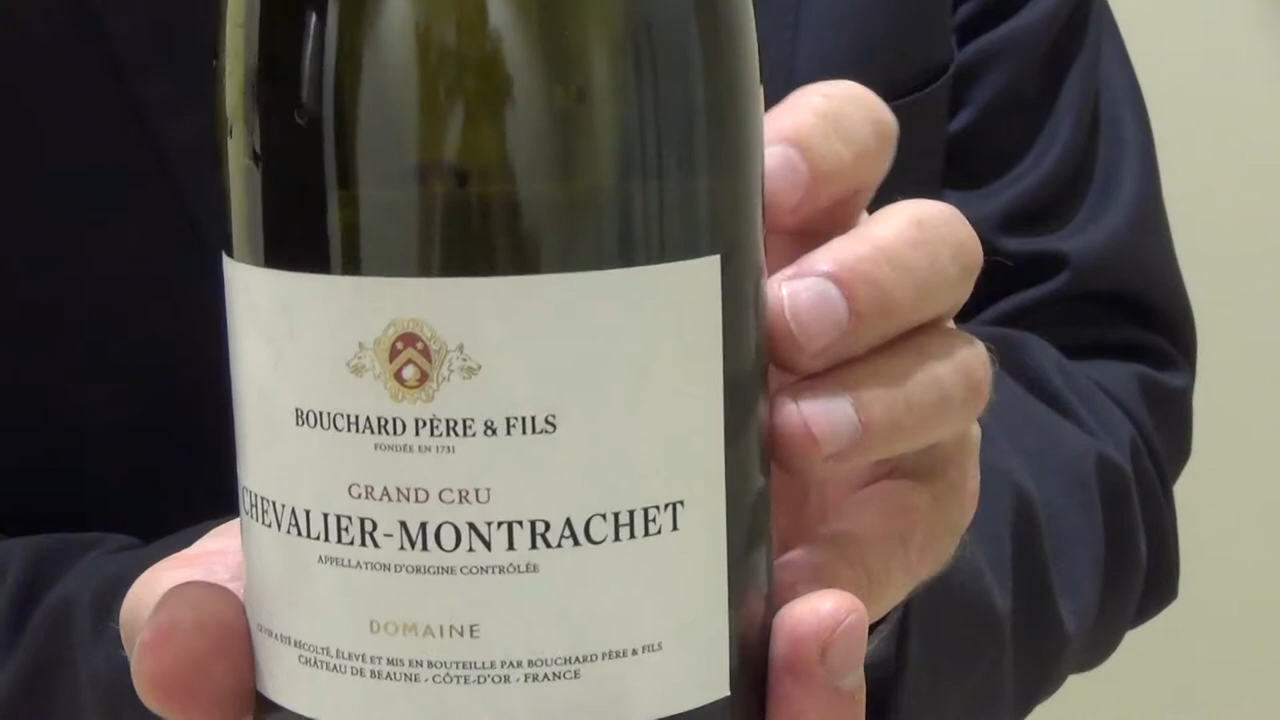 BOUCHARD PÈRE & FILS
FONDÉE EN 1731
GRAND CRU
CHEVALIER-MONTRACHET
APPELLATION D'ORIGINE CONTRÔLÉE
DOMAINE
CE VIN A ÉTÉ RÉCOLTÉ, ÉLEVÉ ET MIS EN BOUTEILLE PAR BOUCHARD PÈRE & FILS
CHÂTEAU DE BEAUNE - CÔTE-D'OR - FRANCE